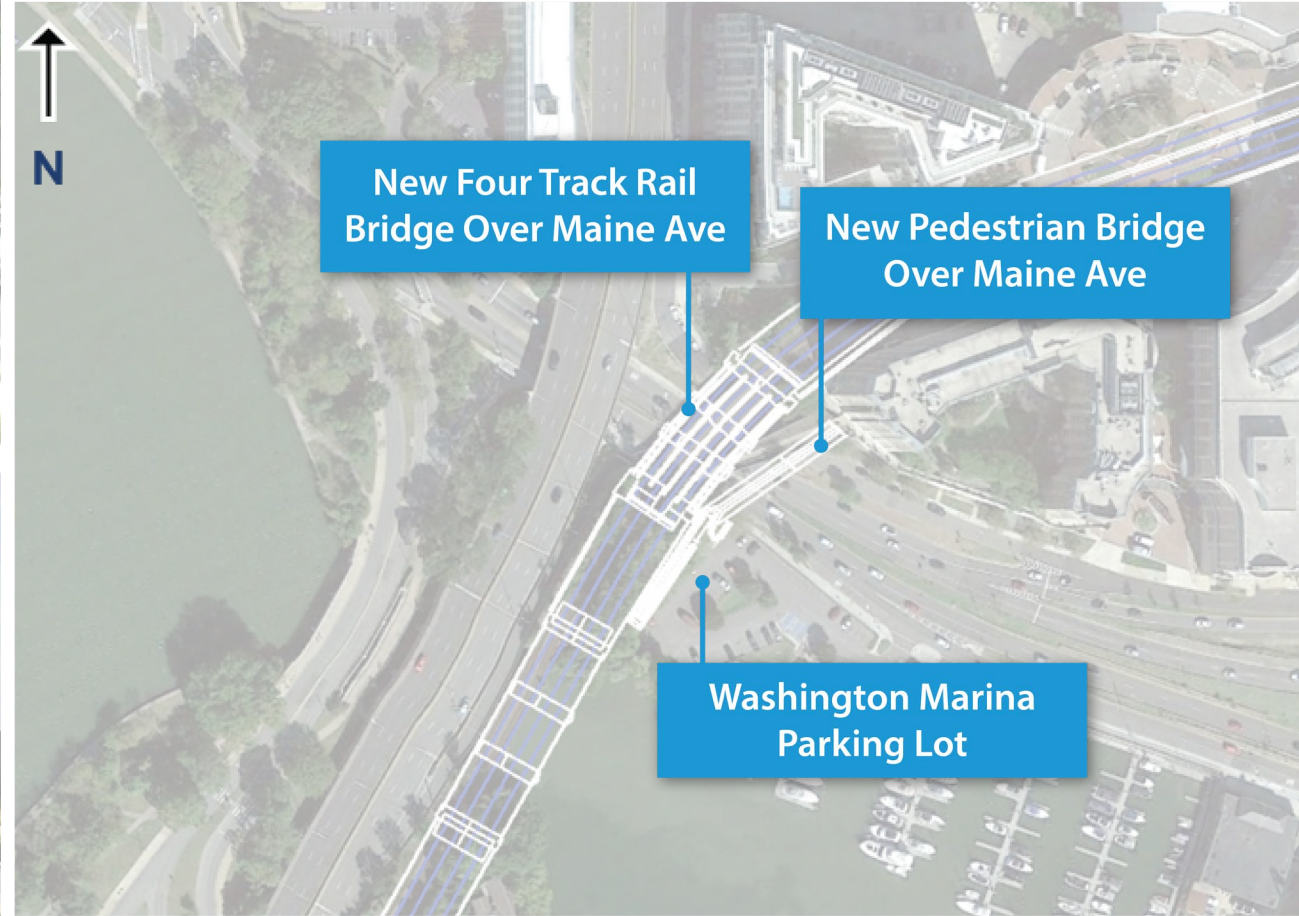 N
New Four Track Rail
Bridge Over Maine Ave
New Pedestrian Bridge
Over Maine Ave
Washington Marina
Parking Lot